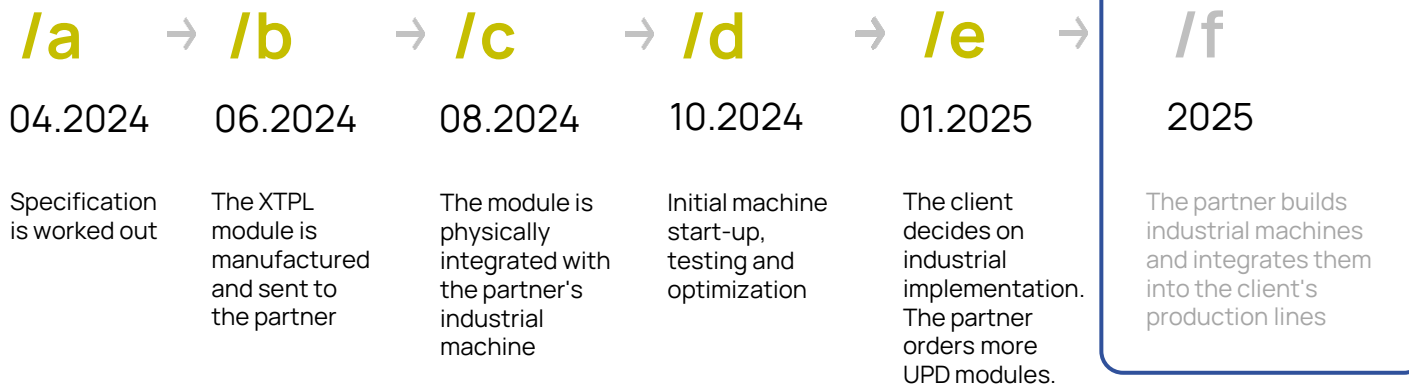 /a → /b → /c → /d → /e → /f
04.2024 06.2024 08.2024 10.2024 01.2025 2025
Specification
is worked out
The XTPL
module is
manufactured
and sent to
the partner
The module is
physically
integrated with
the partner's
industrial
machine
Initial machine
start-up,
testing and
optimization
The client
decides on
industrial
implementation.
The partner
orders more
UPD modules.
The partner builds
industrial machines
and integrates them
into the client's
production lines